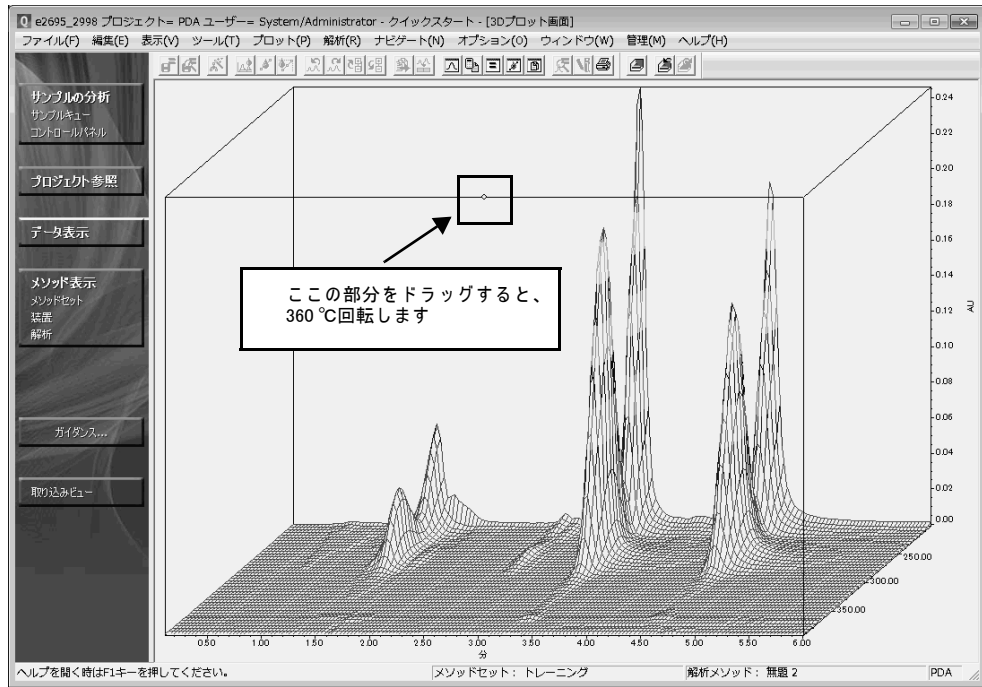 e2695_2998 プロジェクト= PDA ユーザー= System/Administrator - クイックスタート - [3Dプロット画面]
ファイル(F) 編集(E) 表示(V) ツール(T) プロット(P) 解析(R) ナビゲート(N) オプション(O) ウィンドウ(W) 管理(M) ヘルプ(H)
サンプルの分析
サンプルキュー
コントロールパネル
プロジェクト参照
データ表示
メソッド表示
メソッドセット
装置
解析
ガイダンス...
取り込みビュー
ここの部分をドラッグすると、
360 ℃回転します
0.24
0.22
0.20
0.18
0.16
0.14
0.12
0.10
0.08
0.06
0.04
0.02
0.00
AU
250.00
300.00
350.00
0.50 1.00 1.50 2.00 2.50 3.00 3.50 4.00 4.50 5.00 5.50 6.00
分
ヘルプを開く時はF1キーを押してください。 メソッドセット： トレーニング 解析メソッド： 無題 2 PDA